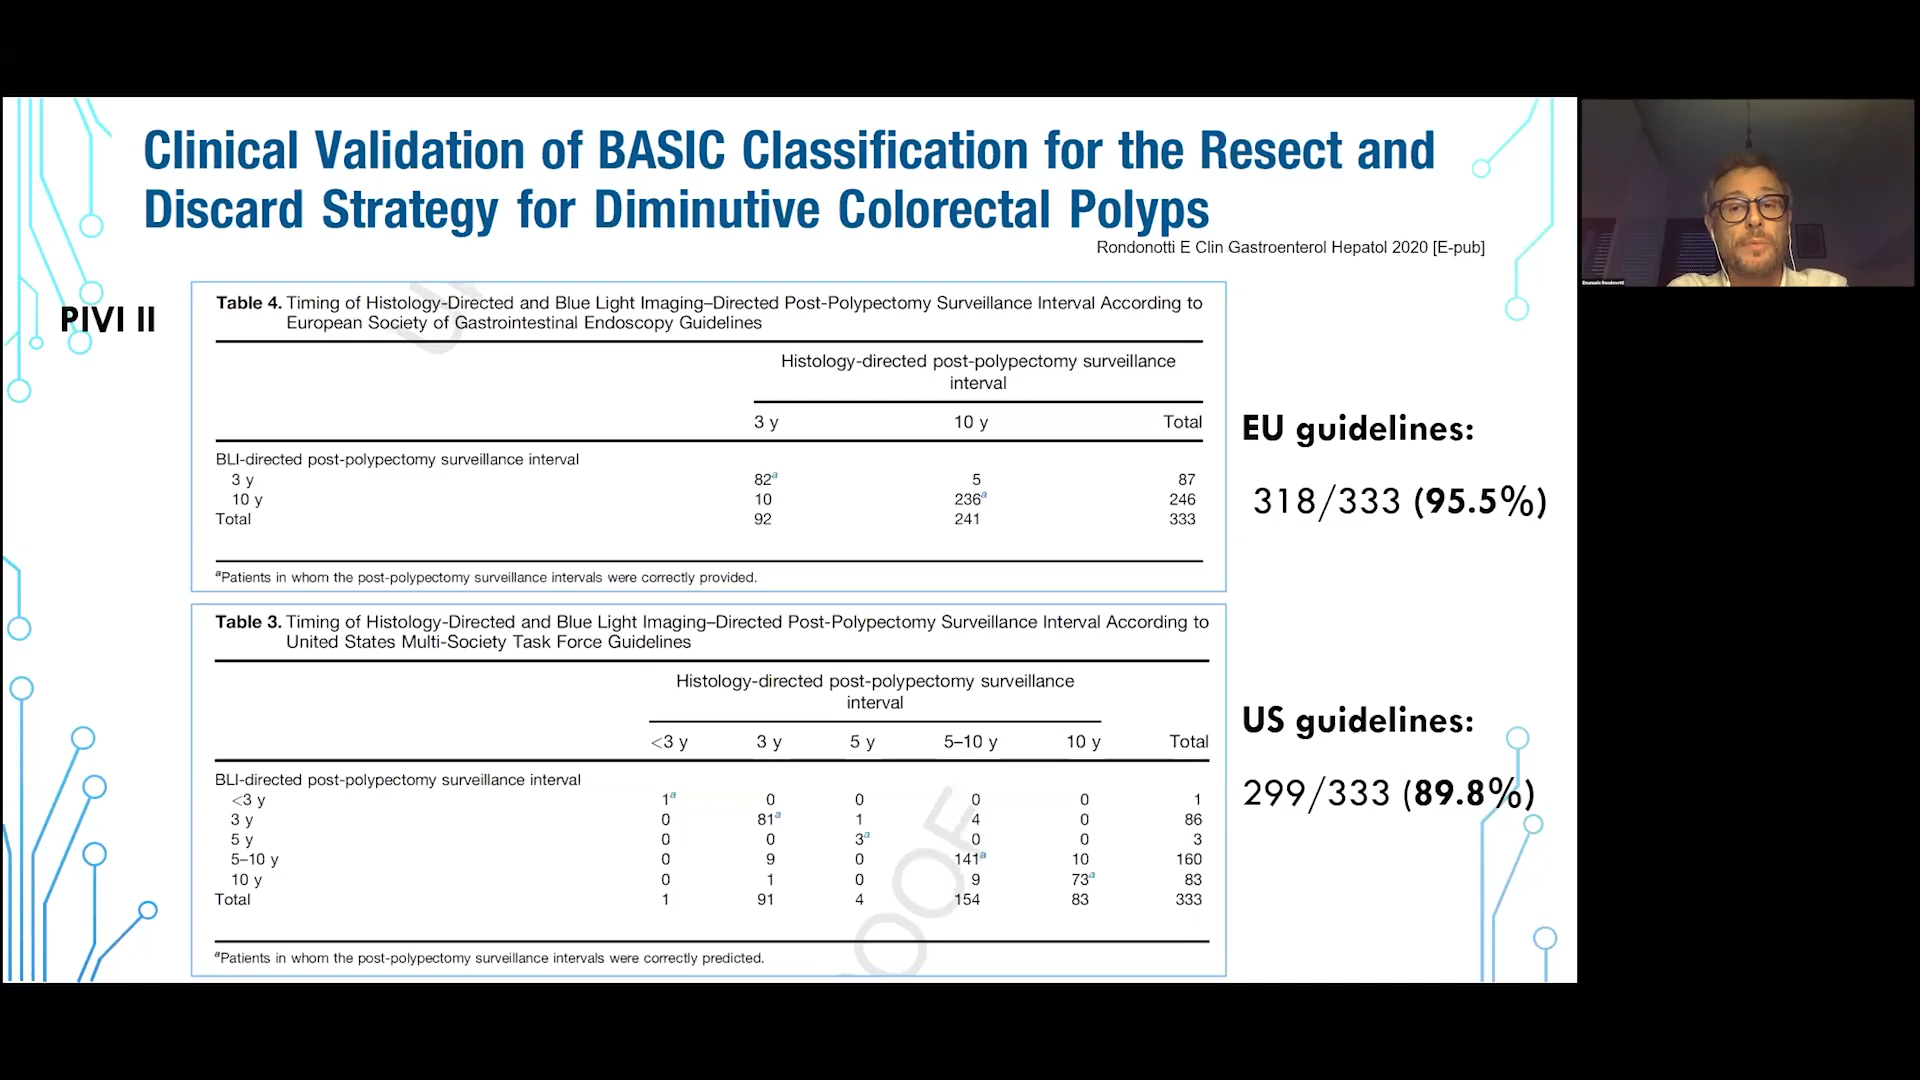 Clinical Validation of BASIC Classification for the Resect and
Discard Strategy for Diminutive Colorectal Polyps
Rondonotti E Clin Gastroenterol Hepatol 2020 [E-pub]
PIVI II
Table 4. Timing of Histology-Directed and Blue Light Imaging–Directed Post-Polypectomy Surveillance Interval According to
European Society of Gastrointestinal Endoscopy Guidelines
Histology-directed post-polypectomy surveillance
interval
3 y 10 y Total
BLI-directed post-polypectomy surveillance interval
3 y 82a 5 87
10 y 10 236a 246
Total 92 241 333
aPatients in whom the post-polypectomy surveillance intervals were correctly provided.
EU guidelines:
318/333 (95.5%)
Table 3. Timing of Histology-Directed and Blue Light Imaging–Directed Post-Polypectomy Surveillance Interval According to
United States Multi-Society Task Force Guidelines
Histology-directed post-polypectomy surveillance
interval
<3 y 3 y 5 y 5–10 y 10 y Total
BLI-directed post-polypectomy surveillance interval
<3 y 1a 0 0 0 0 1
3 y 0 81a 1 4 0 86
5 y 0 0 3a 0 0 3
5–10 y 0 9 0 141a 10 160
10 y 0 1 0 9 73a 83
Total 1 91 4 154 83 333
aPatients in whom the post-polypectomy surveillance intervals were correctly predicted.
US guidelines:
299/333 (89.8%)
OOF
Emanuele Rondonotti